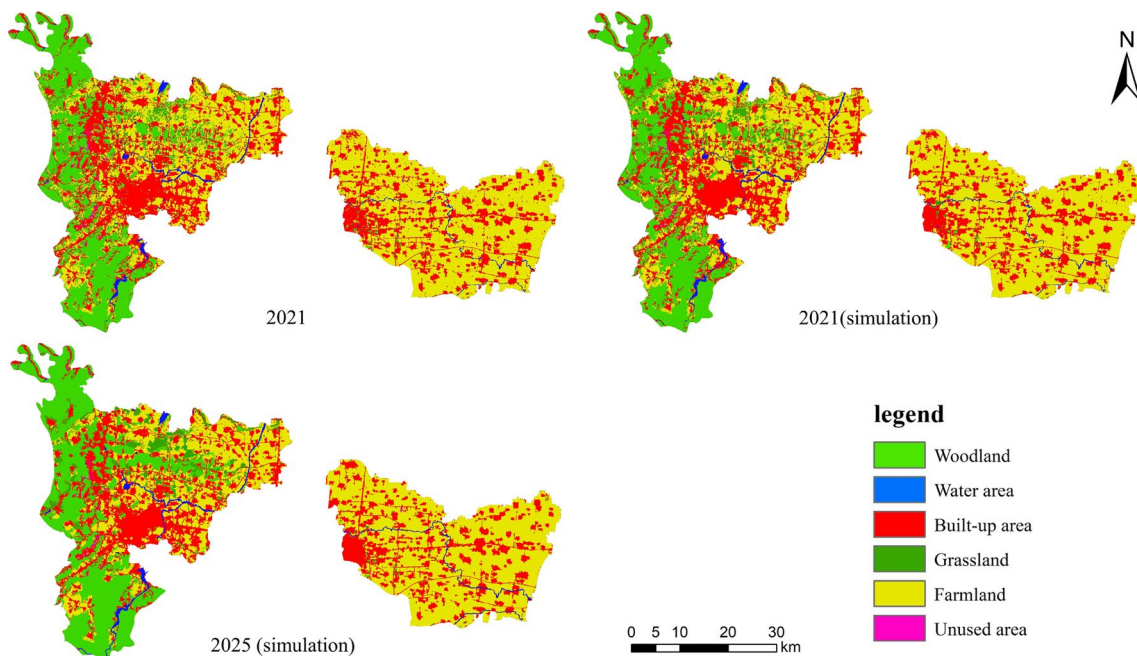 N
2021
2021(simulation)
2025 (simulation)
legend
Woodland
Water area
Built-up area
Grassland
Farmland
Unused area
0 5 10 20 30
km